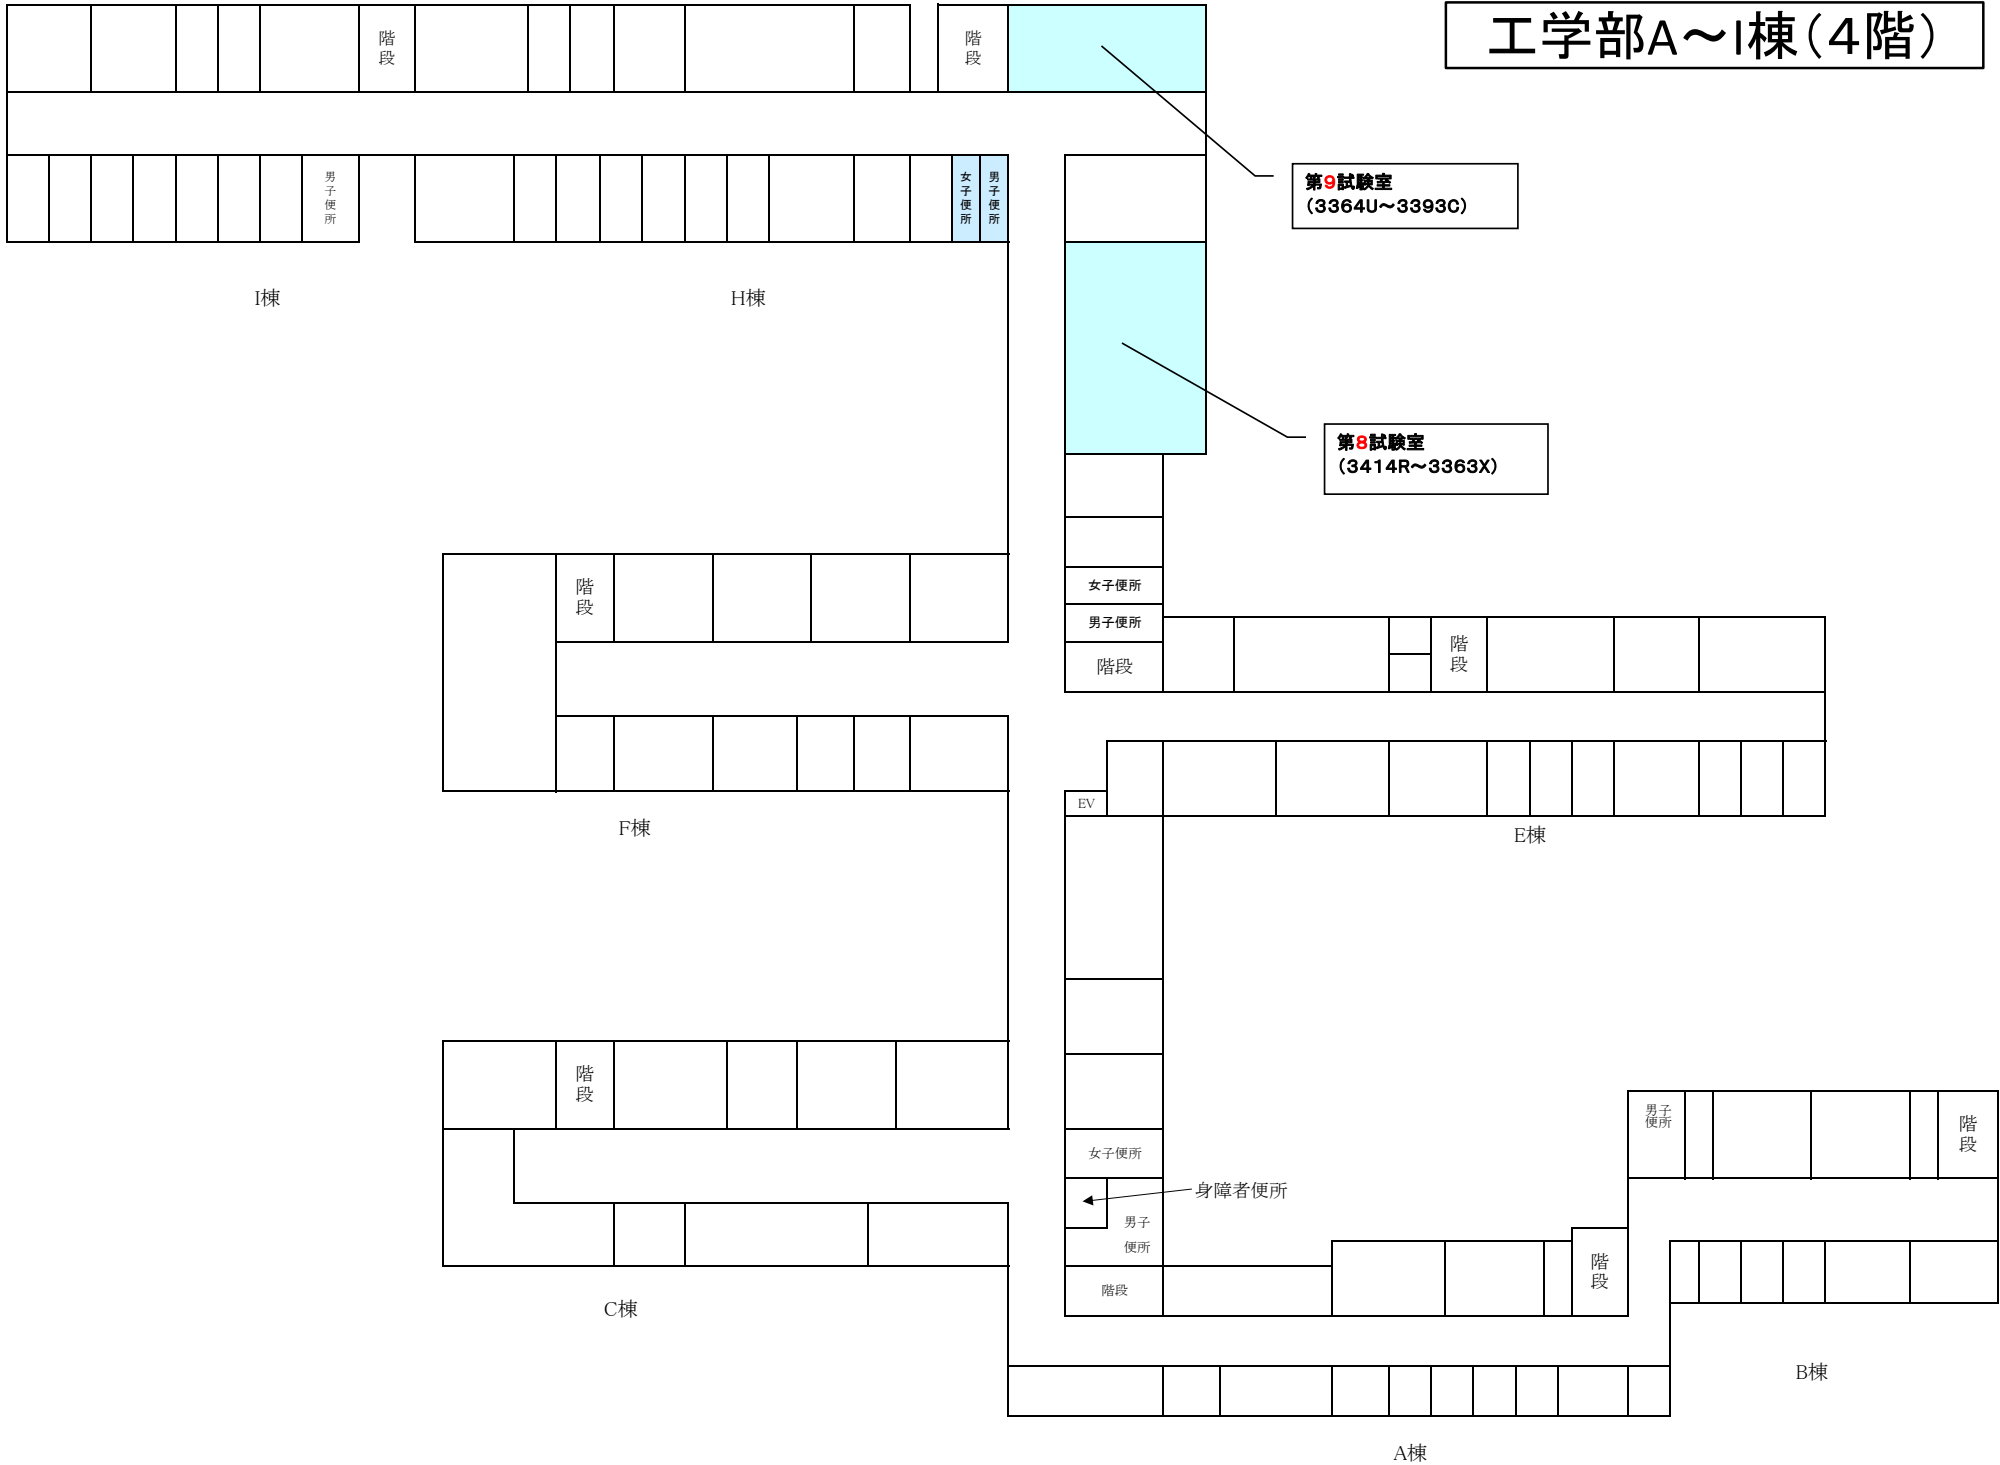 工学部A～I棟(４階)
階
段
階
段
第9試験室
(3364U～3393C)
男
子
便
所
女
子
便
所
男
子
便
所
I棟
H棟
第8試験室
(3414R～3363X)
階
段
女子便所
男子便所
階段
階
段
EV
F棟
E棟
階
段
男子
便所
階
段
女子便所
身障者便所
男子
便所
階
段
階段
C棟
B棟
A棟